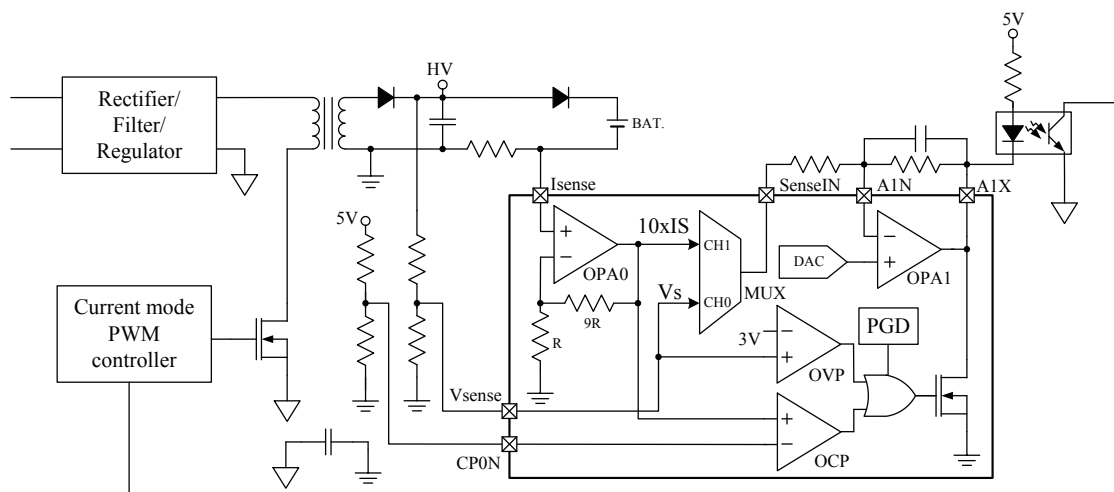 5V
HV
Rectifier/
Filter/
Regulator
BAT.
Isense
SenseIN
A1N
A1X
5V
10xIS
+
−
OPA0
CH1
CH0
MUX
DAC
−
+
OPA1
Current mode
PWM
controller
Vs
9R
R
3V
−
+
OVP
PGD
Vsense
CP0N
+
−
OCP